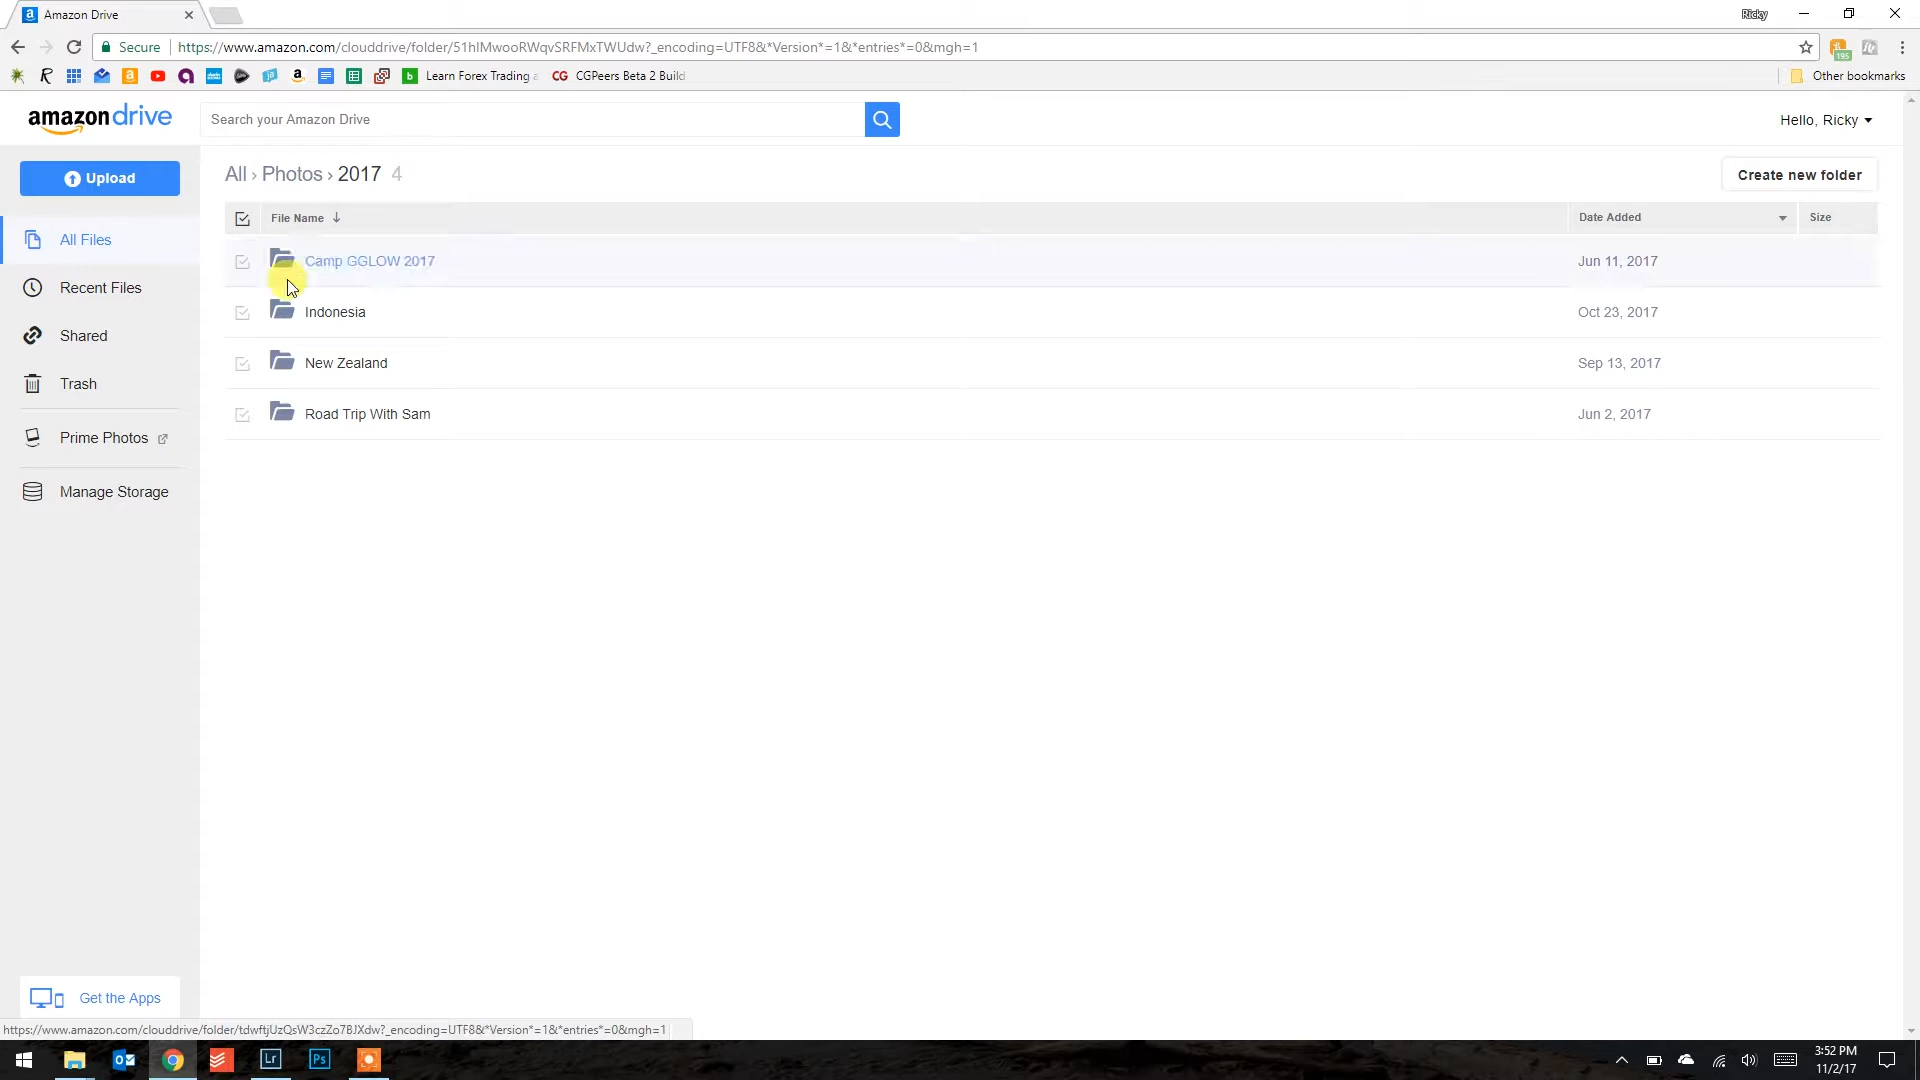 Amazon Drive
Ricky
Secure https://www.amazon.com/clouddrive/folder/51hIMwooRWqvSRFMxTWUdw?_encoding=UTF8&*Version*=1&*entries*=0&mgh=1
195
Learn Forex Trading
CG CGPeers Beta 2 Build
Other bookmarks
amazon drive
Search your Amazon Drive
Hello, Ricky
Upload
All › Photos › 2017 4
Create new folder
File Name
Date Added
Size
All Files
Camp GGLOW 2017
Jun 11, 2017
Recent Files
Indonesia
Oct 23, 2017
Shared
New Zealand
Sep 13, 2017
Trash
Road Trip With Sam
Jun 2, 2017
Prime Photos
Manage Storage
Get the Apps
https://www.amazon.com/clouddrive/folder/tdwftjUzQsW3czZo7BJXdw?_encoding=UTF8&*Version*=1&*entries*=0&mgh=1
Lr
Ps
3:52 PM
11/2/17